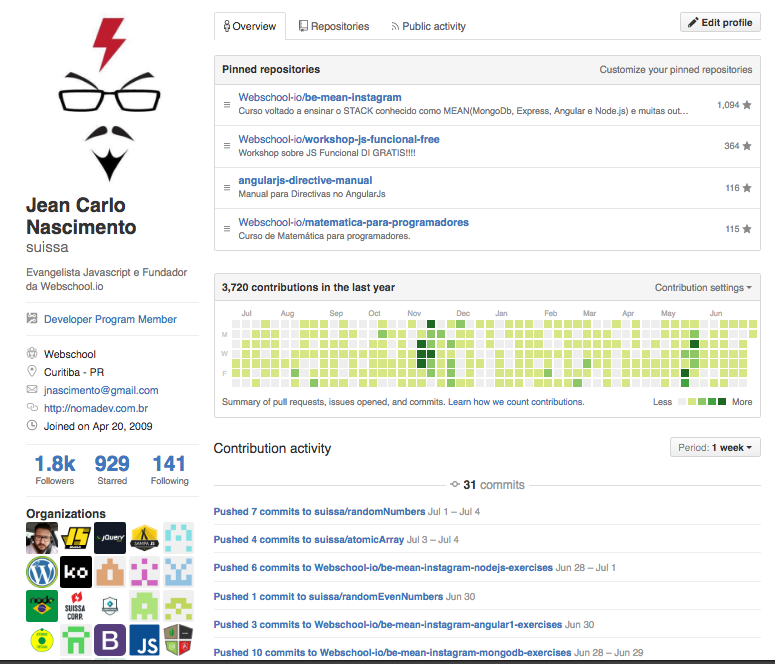 Jean Carlo
Nascimento
suissa
Evangelista Javascript e Fundador
da Webschool.io
Developer Program Member
Webschool
Curitiba - PR
jnascimento@gmail.com
http://nomadev.com.br
Joined on Apr 20, 2009
1.8k 929 141
Followers Starred Following
Organizations
JS
jQuery
SAMPA JS
ko
node
SUISSA
CORP.
B
JS
Overview Repositories Public activity Edit profile
Pinned repositories Customize your pinned repositories
Webschool-io/be-mean-instagram 1,094
Curso voltado a ensinar o STACK conhecido como MEAN(MongoDb, Express, Angular e Node.js) e muitas out…
Webschool-io/workshop-js-funcional-free 364
Workshop sobre JS Funcional DI GRATIS!!!!
angularjs-directive-manual 116
Manual para Directivas no AngularJs
Webschool-io/matematica-para-programadores 115
Curso de Matemática para programadores.
3,720 contributions in the last year Contribution settings
Jul Aug Sep Oct Nov Dec Jan Feb Mar Apr May Jun
M
W
F
Summary of pull requests, issues opened, and commits. Learn how we count contributions. Less More
Contribution activity Period: 1 week
31 commits
Pushed 7 commits to suissa/randomNumbers Jul 1 – Jul 4
Pushed 4 commits to suissa/atomicArray Jul 3 – Jul 4
Pushed 6 commits to Webschool-io/be-mean-instagram-nodejs-exercises Jun 28 – Jul 1
Pushed 1 commit to suissa/randomEvenNumbers Jun 30
Pushed 3 commits to Webschool-io/be-mean-instagram-angular1-exercises Jun 30
Pushed 10 commits to Webschool-io/be-mean-instagram-mongodb-exercises Jun 28 – Jun 29